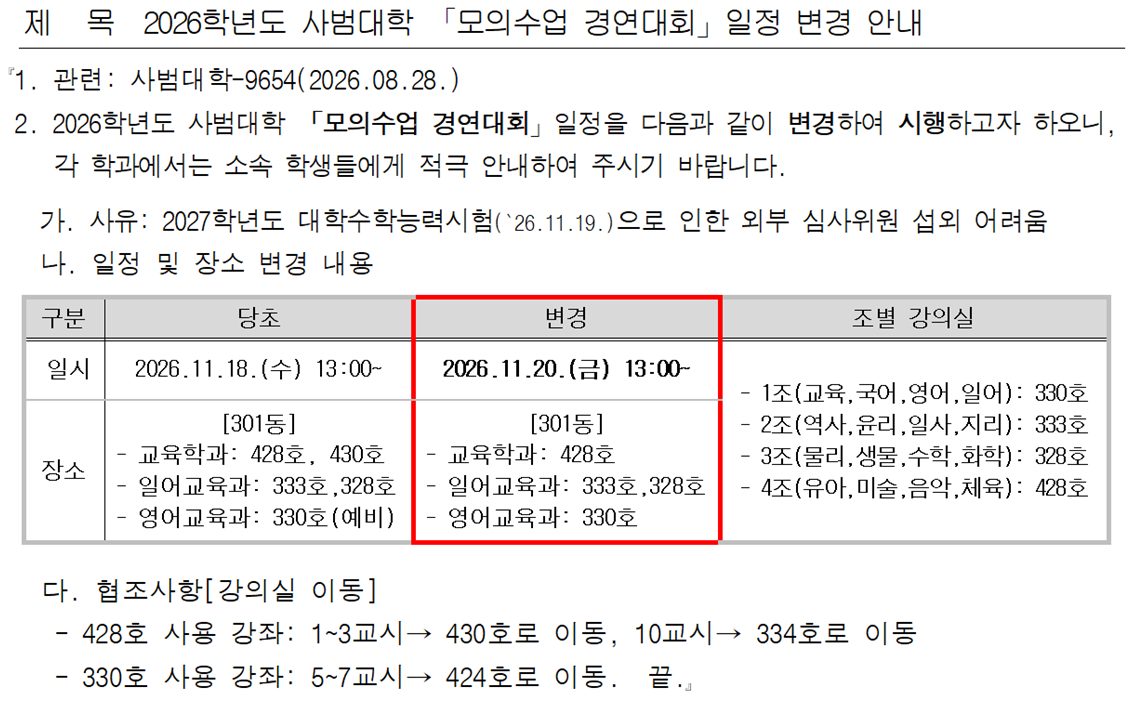 제 목 2026학년도 사범대학 「모의수업 경연대회」일정 변경 안내
『1. 관련: 사범대학-9654(2026.08.28.)
2. 2026학년도 사범대학 「모의수업 경연대회」일정을 다음과 같이 변경하여 시행하고자 하오니,
각 학과에서는 소속 학생들에게 적극 안내하여 주시기 바랍니다.
가. 사유: 2027학년도 대학수학능력시험(`26.11.19.)으로 인한 외부 심사위원 섭외 어려움
나. 일정 및 장소 변경 내용
구분 당초 변경 조별 강의실
일시 2026.11.18.(수) 13:00~ 2026.11.20.(금) 13:00~
장소
[301동]
- 교육학과: 428호, 430호
- 일어교육과: 333호,328호
- 영어교육과: 330호(예비)
[301동]
- 교육학과: 428호
- 일어교육과: 333호,328호
- 영어교육과: 330호
- 1조(교육,국어,영어,일어): 330호
- 2조(역사,윤리,일사,지리): 333호
- 3조(물리,생물,수학,화학): 328호
- 4조(유아,미술,음악,체육): 428호
다. 협조사항[강의실 이동]
- 428호 사용 강좌: 1~3교시→ 430호로 이동, 10교시→ 334호로 이동
- 330호 사용 강좌: 5~7교시→ 424호로 이동. 끝.』